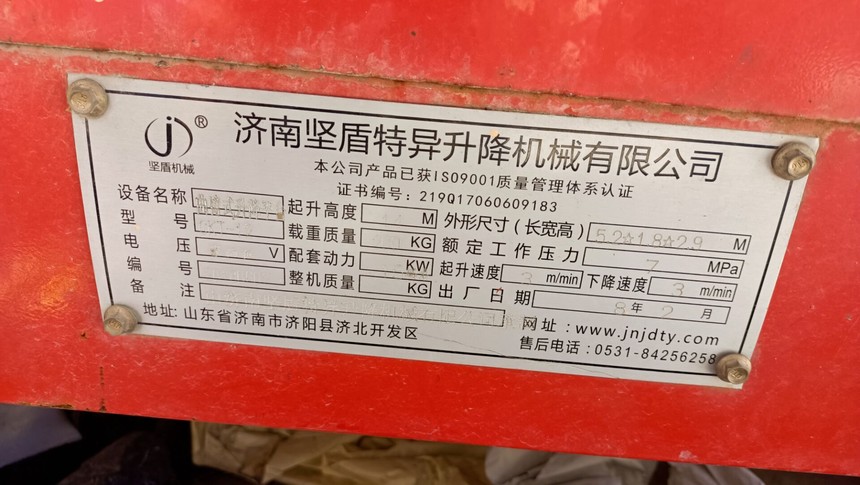 济南坚盾特异升降机械有限公司
坚盾机械 ®
本公司产品已获ISO9001质量管理体系认证
证书编号：219Q17060609183
设备名称 起升高度 M 外形尺寸（长宽高） 5.2☆1.8☆2.9 M
型号 载重质量 KG 额定工作压力 7 MPa
电压 V 配套动力 KW 起升速度 3 m/min 下降速度 3 m/min
编号 整机质量 KG 出厂日期 8年2月
备注 网址：www.jnjdty.com
地址: 山东省济南市济阳县济北开发区 售后电话：0531-84256258